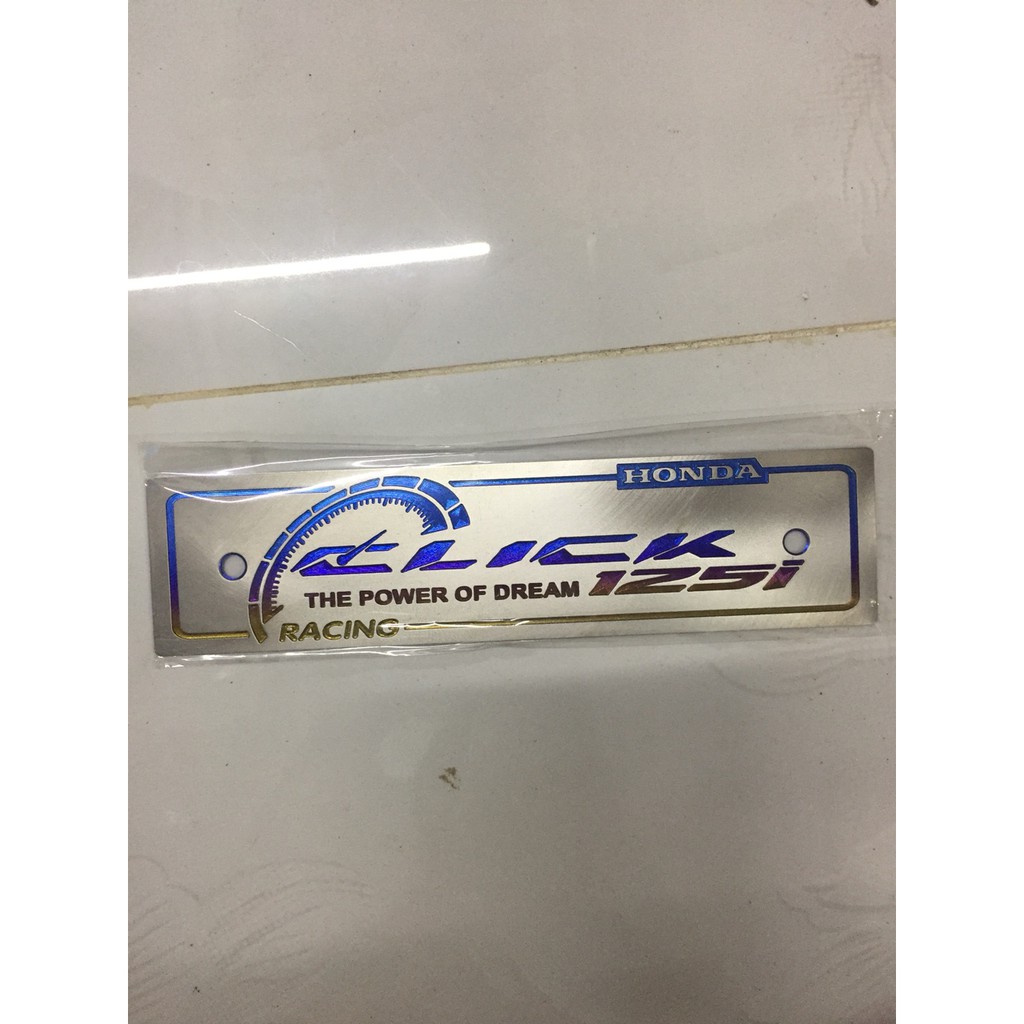 HONDA
CLICK
THE POWER OF DREAM 125i
RACING